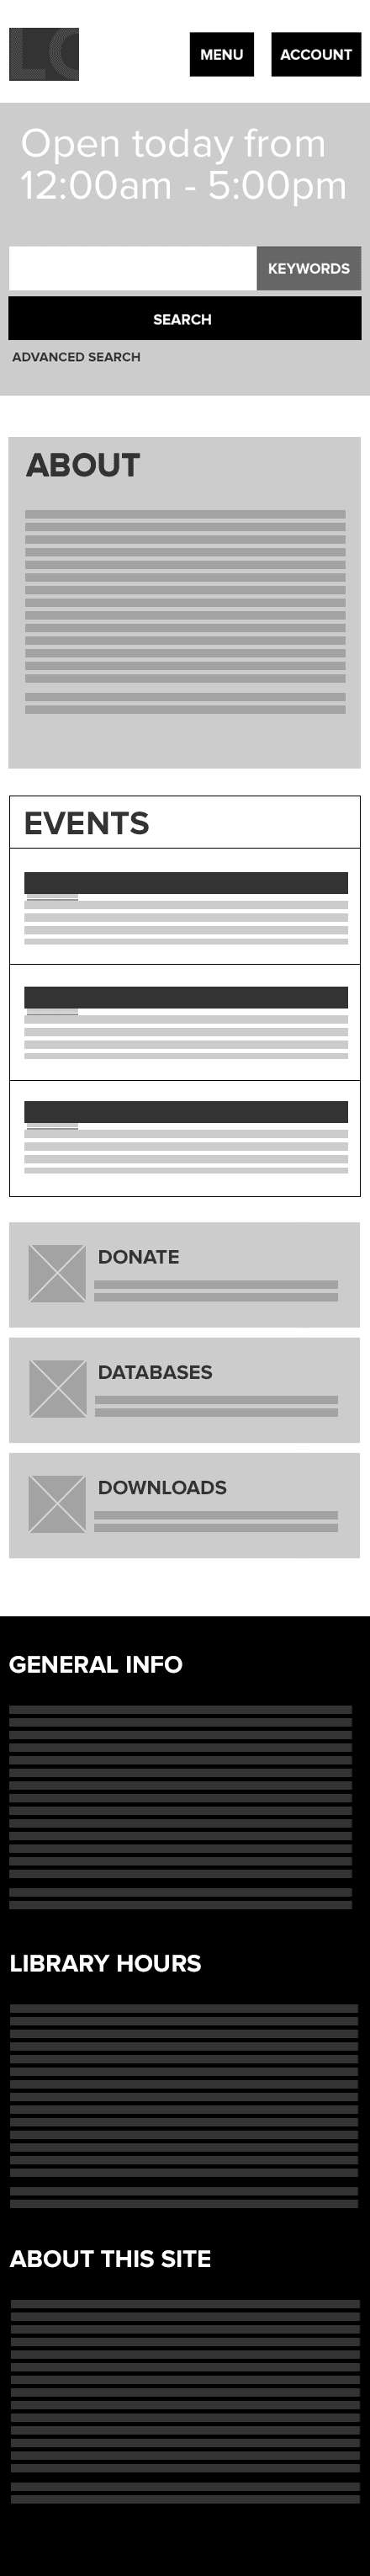 LO
MENU
ACCOUNT
Open today from
12:00am - 5:00pm
KEYWORDS
SEARCH
ADVANCED SEARCH
ABOUT
EVENTS
DONATE
DATABASES
DOWNLOADS
GENERAL INFO
LIBRARY HOURS
ABOUT THIS SITE